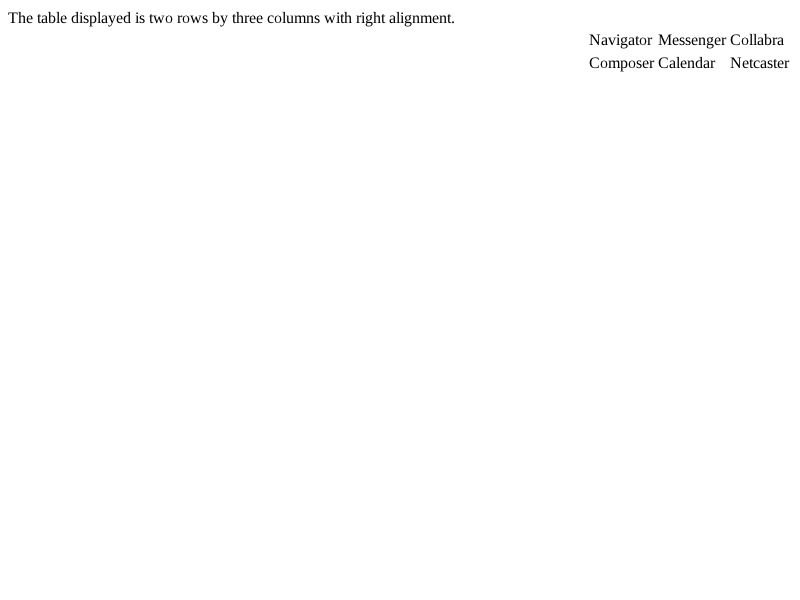 The table displayed is two rows by three columns with right alignment.
Navigator Messenger Collabra
Composer Calendar Netcaster